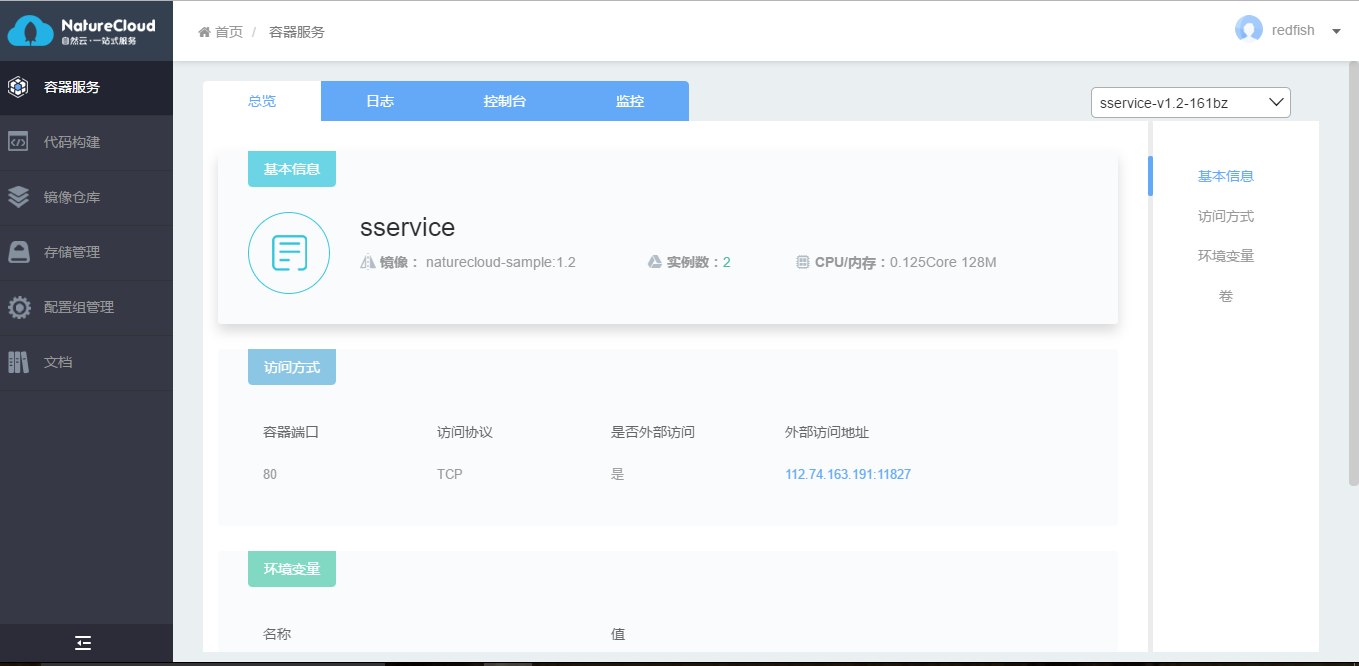 NatureCloud
自然云·一站式服务
首页 / 容器服务
redfish
容器服务
代码构建
镜像仓库
存储管理
配置组管理
文档
总览 日志 控制台 监控
sservice-v1.2-161bz
基本信息
sservice
镜像： naturecloud-sample:1.2 实例数：2 CPU/内存：0.125Core 128M
访问方式
容器端口 访问协议 是否外部访问 外部访问地址
80 TCP 是 112.74.163.191:11827
环境变量
名称 值
基本信息
访问方式
环境变量
卷